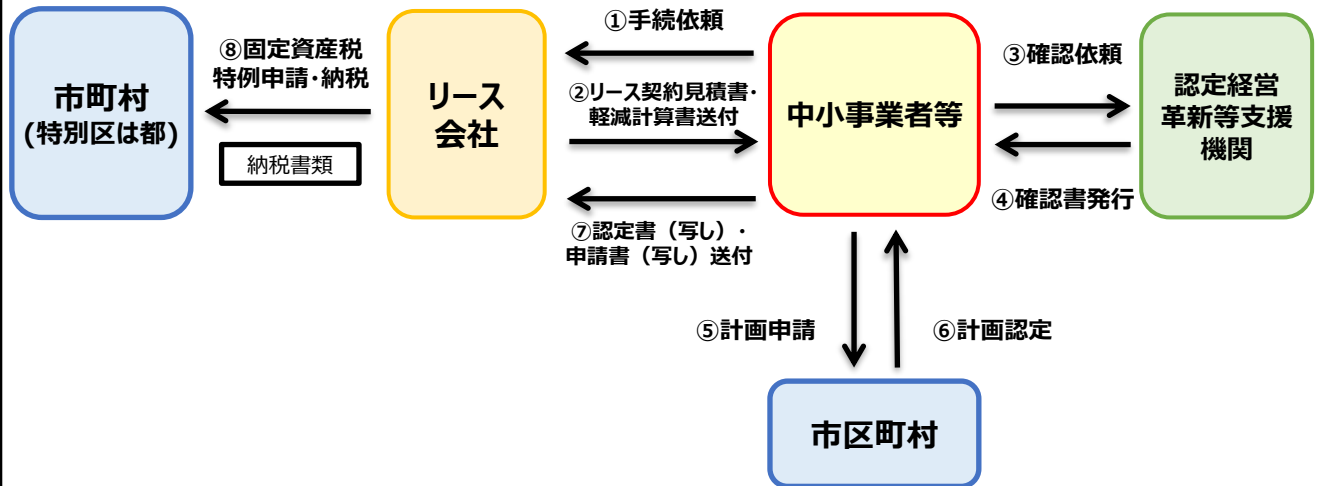 市町村
(特別区は都)
⑧固定資産税
特例申請・納税
納税書類
リース
会社
①手続依頼
②リース契約見積書・
軽減計算書送付
⑦認定書（写し）・
申請書（写し）送付
中小事業者等
③確認依頼
④確認書発行
認定経営
革新等支援
機関
⑤計画申請
⑥計画認定
市区町村